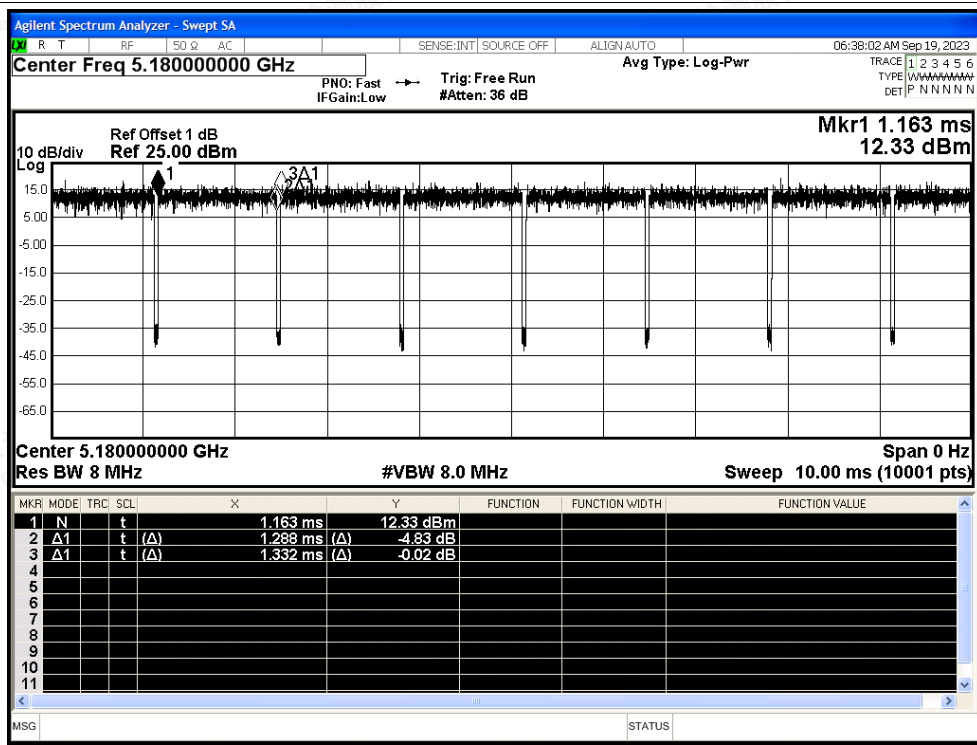 Agilent Spectrum Analyzer - Swept SA
LXI R T RF 50 Ω AC SENSE:INT SOURCE OFF ALIGN AUTO 06:38:02 AM Sep 19, 2023
Center Freq 5.180000000 GHz
Avg Type: Log-Pwr
TRACE 1 2 3 4 5 6
TYPE WWWWWW
DET P N N N N N
PNO: Fast
IFGain:Low
Trig: Free Run
#Atten: 36 dB
Mkr1 1.163 ms
12.33 dBm
Ref Offset 1 dB
10 dB/div Ref 25.00 dBm
Log
1
3Δ1
2Δ1
15.0
5.00
-5.00
-15.0
-25.0
-35.0
-45.0
-55.0
-65.0
Center 5.180000000 GHz Span 0 Hz
Res BW 8 MHz #VBW 8.0 MHz Sweep 10.00 ms (10001 pts)
MKR MODE TRC SCL X Y FUNCTION FUNCTION WIDTH FUNCTION VALUE
1 N t 1.163 ms 12.33 dBm
2 Δ1 t (Δ) 1.288 ms (Δ) -4.83 dB
3 Δ1 t (Δ) 1.332 ms (Δ) -0.02 dB
4
5
6
7
8
9
10
11
MSG STATUS